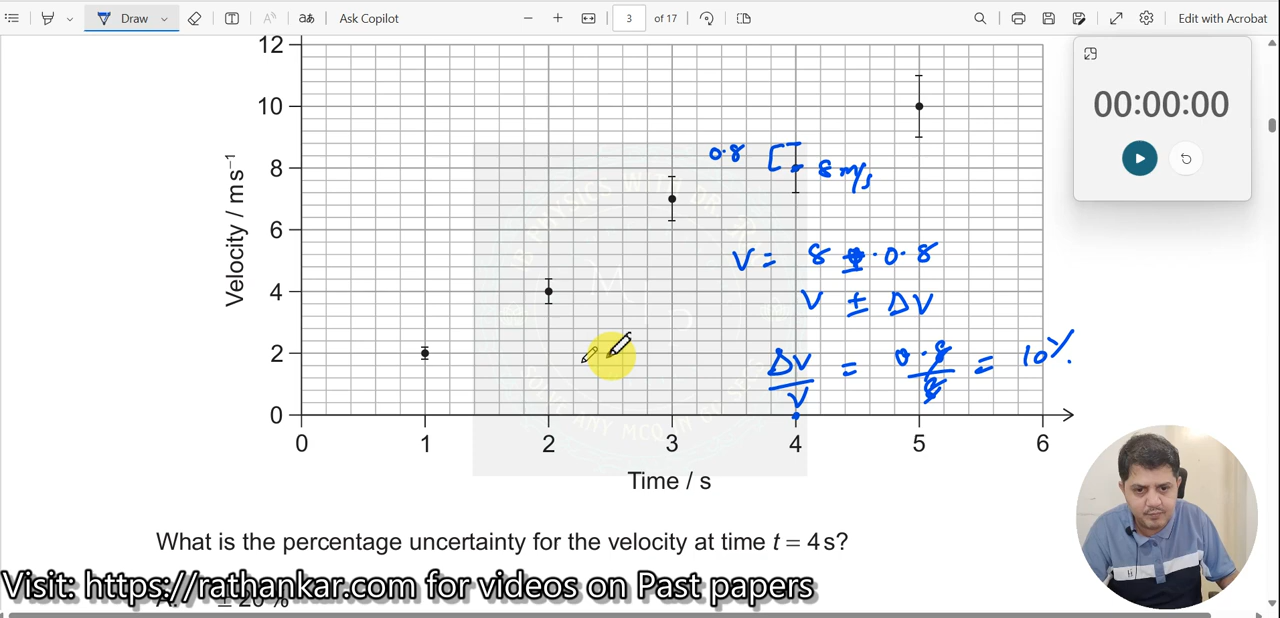 Draw
Ask Copilot
3 of 17
Edit with Acrobat
00:00:00
12
10
8
6
4
2
0
Velocity / m s⁻¹
0 1 2 3 4 5 6
Time / s
0.8
8 m/s
V = 8 ± 0.8
V ± ΔV
ΔV/V = 0.8/8 = 10%
What is the percentage uncertainty for the velocity at time t = 4 s?
A. ± 20 %
Visit: https://rathankar.com for videos on Past papers